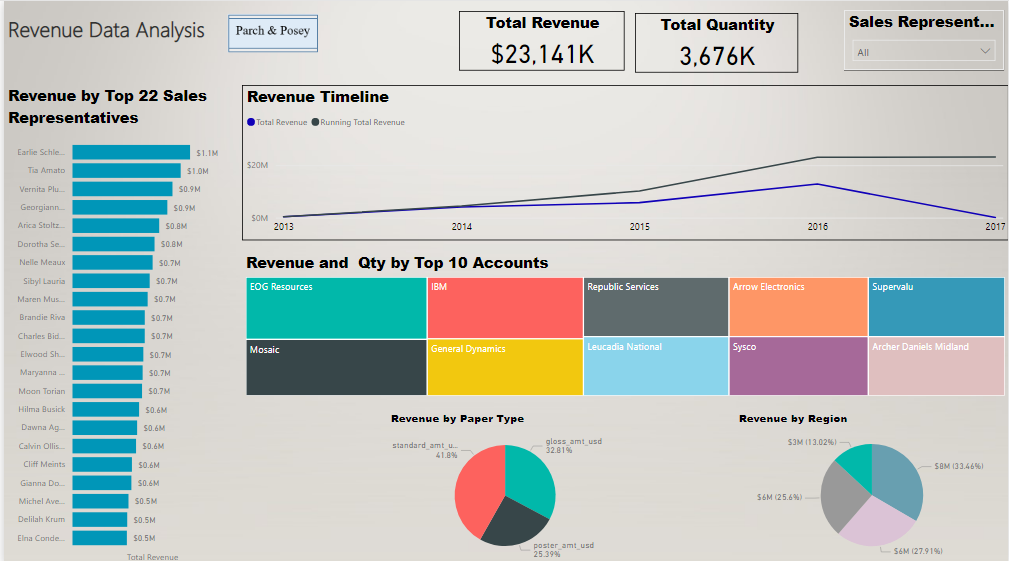 Revenue Data Analysis
Parch & Posey
Total Revenue
$23,141K
Total Quantity
3,676K
Sales Represent...
All
Revenue by Top 22 Sales
Representatives
Earlie Schle... $1.1M
Tia Amato $1.0M
Vernita Plu... $0.9M
Georgiann... $0.9M
Arica Stoltz... $0.8M
Dorotha Se... $0.8M
Nelle Meaux $0.7M
Sibyl Lauria $0.7M
Maren Mus... $0.7M
Brandie Riva $0.7M
Charles Bid... $0.7M
Elwood Sh... $0.7M
Maryanna ... $0.7M
Moon Torian $0.7M
Hilma Busick $0.6M
Dawna Ag... $0.6M
Calvin Ollis... $0.6M
Cliff Meints $0.6M
Gianna Do... $0.6M
Michel Ave... $0.5M
Delilah Krum $0.5M
Elna Conde... $0.5M
Total Revenue
Revenue Timeline
Total Revenue Running Total Revenue
$20M
$0M
2013 2014 2015 2016 2017
Revenue and Qty by Top 10 Accounts
EOG Resources
IBM
Republic Services
Arrow Electronics
Supervalu
Mosaic
General Dynamics
Leucadia National
Sysco
Archer Daniels Midland
Revenue by Paper Type
standard_amt_u...
41.8%
gloss_amt_usd
32.81%
poster_amt_usd
25.39%
Revenue by Region
$3M (13.02%)
$8M (33.46%)
$6M (25.6%)
$6M (27.91%)